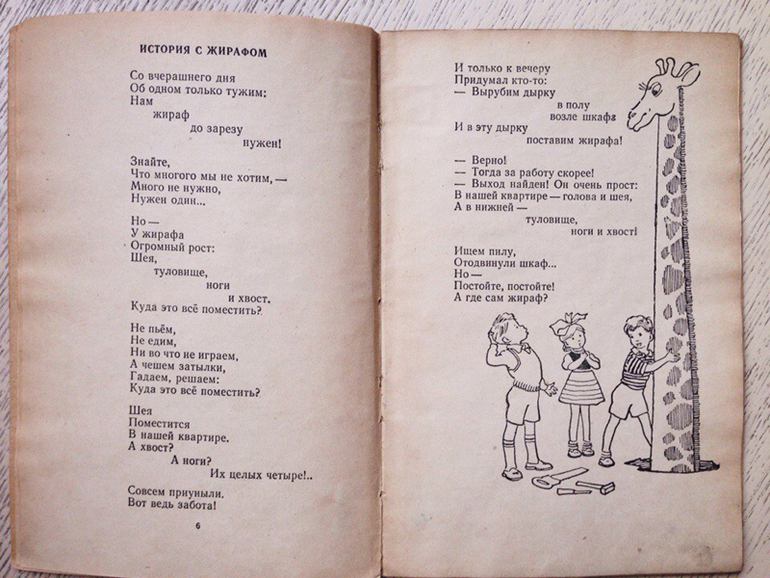 ИСТОРИЯ С ЖИРАФОМ
Со вчерашнего дня
Об одном только тужим:
Нам
жираф
до зарезу
нужен!
Знайте,
Что многого мы не хотим,—
Много не нужно,
Нужен один...
Но—
У жирафа
Огромный рост:
Шея,
туловище,
ноги
и хвост.
Куда это всё поместить?
Не пьём,
Не едим,
Ни во что не играем,
А чешем затылки,
Гадаем, решаем:
Куда это всё поместить?
Шея
Поместится
В нашей квартире.
А хвост?
А ноги?
Их целых четыре!..
Совсем приуныли.
Вот ведь забота!
6
И только к вечеру
Придумал кто-то:
— Вырубим дырку
в полу
возле шкафа
И в эту дырку
поставим жирафа!
— Верно!
— Тогда за работу скорее!
— Выход найден! Он очень прост:
В нашей квартире — голова и шея,
А в нижней —
туловище,
ноги и хвост!
Ищем пилу,
Отодвинули шкаф...
Но—
Постойте, постойте!
А где сам жираф?